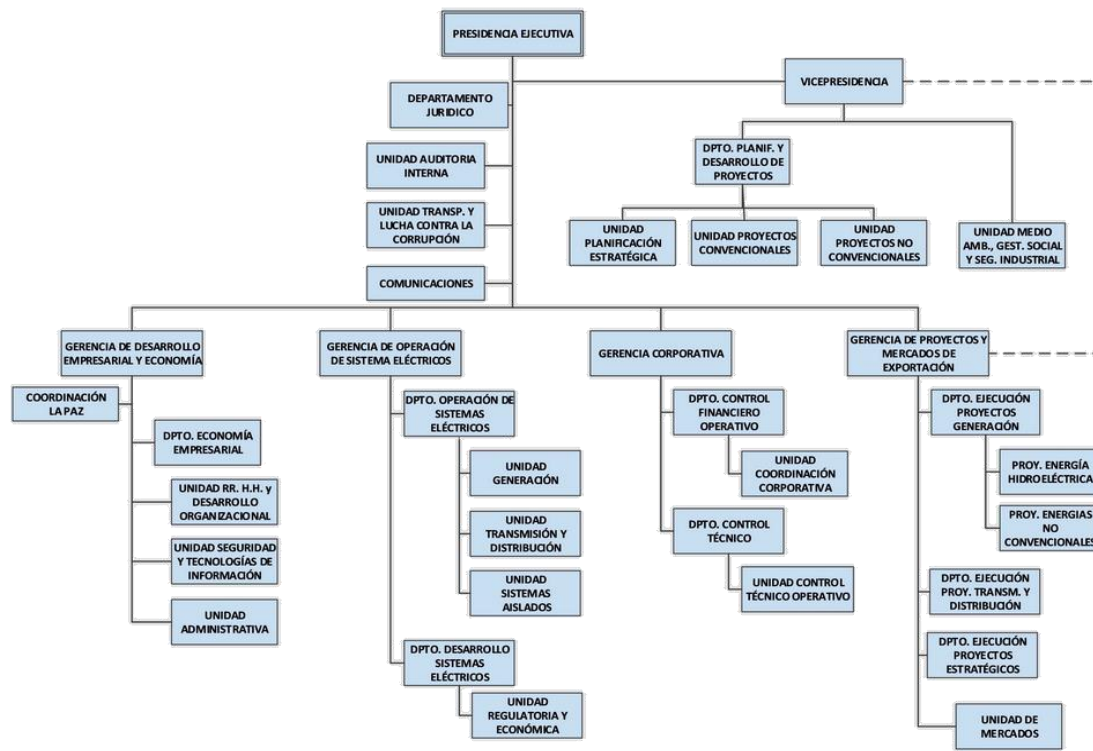 PRESIDENCIA EJECUTIVA
VICEPRESIDENCIA
DEPARTAMENTO
JURIDICO
UNIDAD AUDITORIA
INTERNA
UNIDAD TRANSP. Y
LUCHA CONTRA LA
CORRUPCIÓN
COMUNICACIONES
DPTO. PLANIF. Y
DESARROLLO DE
PROYECTOS
UNIDAD
PLANIFICACIÓN
ESTRATÉGICA
UNIDAD PROYECTOS
CONVENCIONALES
UNIDAD
PROYECTOS NO
CONVENCIONALES
UNIDAD MEDIO
AMB., GEST. SOCIAL
Y SEG. INDUSTRIAL
GERENCIA DE DESARROLLO
EMPRESARIAL Y ECONOMÍA
COORDINACIÓN
LA PAZ
DPTO. ECONOMÍA
EMPRESARIAL
UNIDAD RR. H.H. y
DESARROLLO
ORGANIZACIONAL
UNIDAD SEGURIDAD
Y TECNOLOGÍAS DE
INFORMACIÓN
UNIDAD
ADMINISTRATIVA
GERENCIA DE OPERACIÓN
DE SISTEMA ELÉCTRICOS
DPTO. OPERACIÓN DE
SISTEMAS
ELÉCTRICOS
UNIDAD
GENERACIÓN
UNIDAD
TRANSMISIÓN Y
DISTRIBUCIÓN
UNIDAD
SISTEMAS
AISLADOS
DPTO. DESARROLLO
SISTEMAS
ELÉCTRICOS
UNIDAD
REGULATORIA Y
ECONÓMICA
GERENCIA CORPORATIVA
DPTO. CONTROL
FINANCIERO
OPERATIVO
UNIDAD
COORDINACIÓN
CORPORATIVA
DPTO. CONTROL
TÉCNICO
UNIDAD CONTROL
TÉCNICO OPERATIVO
GERENCIA DE PROYECTOS Y
MERCADOS DE
EXPORTACIÓN
DPTO. EJECUCIÓN
PROYECTOS
GENERACIÓN
PROY. ENERGÍA
HIDROELÉCTRICA
PROY. ENERGIAS
NO
CONVENCIONALES
DPTO. EJECUCIÓN
PROY. TRANSM. Y
DISTRIBUCIÓN
DPTO. EJECUCIÓN
PROYECTOS
ESTRATÉGICOS
UNIDAD DE
MERCADOS